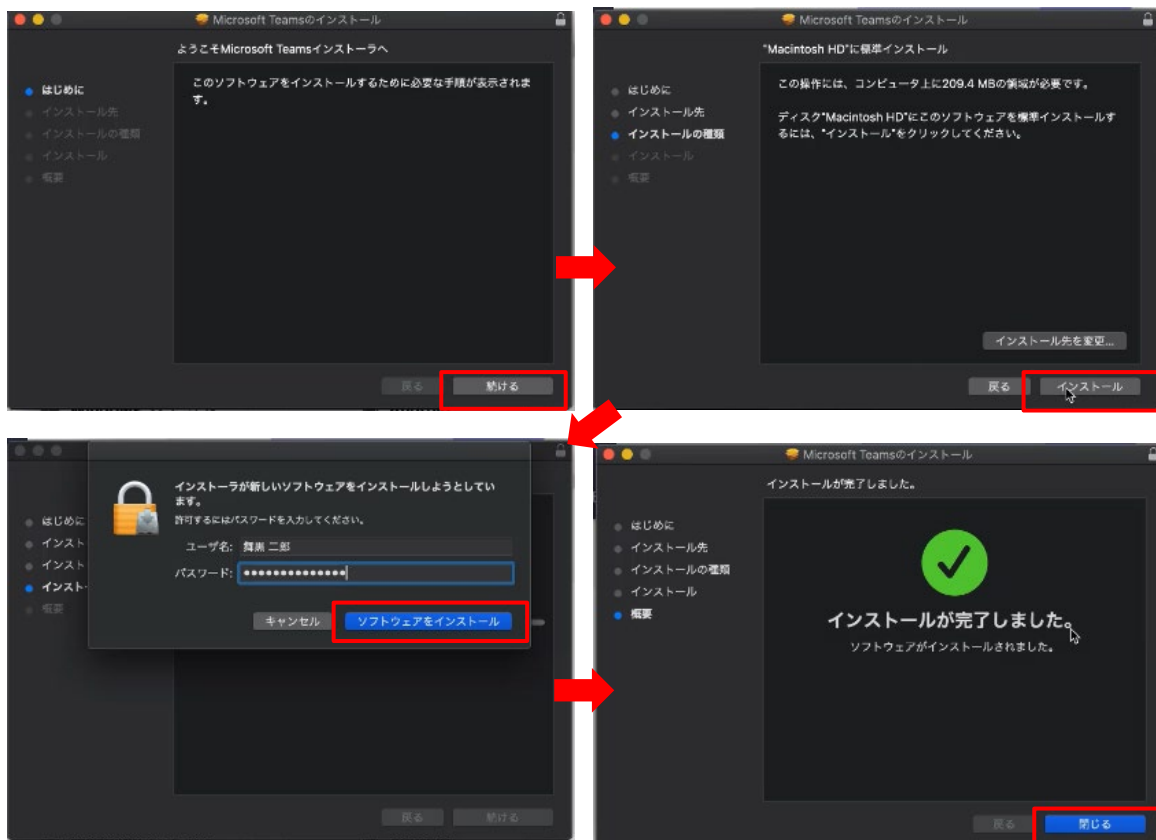 Microsoft Teamsのインストール
ようこそMicrosoft Teamsインストーラへ
はじめに
インストール先
インストールの種類
インストール
概要
このソフトウェアをインストールするために必要な手順が表示されま
す。
戻る
続ける
Microsoft Teamsのインストール
"Macintosh HD"に標準インストール
はじめに
インストール先
インストールの種類
インストール
概要
この操作には、コンピュータ上に209.4 MBの領域が必要です。
ディスク"Macintosh HD"にこのソフトウェアを標準インストールす
るには、"インストール"をクリックしてください。
インストール先を変更...
戻る
インストール
はじめに
インスト
インスト
インスト
概要
インストーラが新しいソフトウェアをインストールしようとしてい
ます。
許可するにはパスワードを入力してください。
ユーザ名: 舞黒 二郎
パスワード: ••••••••••••••
キャンセル
ソフトウェアをインストール
戻る
続ける
Microsoft Teamsのインストール
インストールが完了しました。
はじめに
インストール先
インストールの種類
インストール
概要
インストールが完了しました。
ソフトウェアがインストールされました。
戻る
閉じる